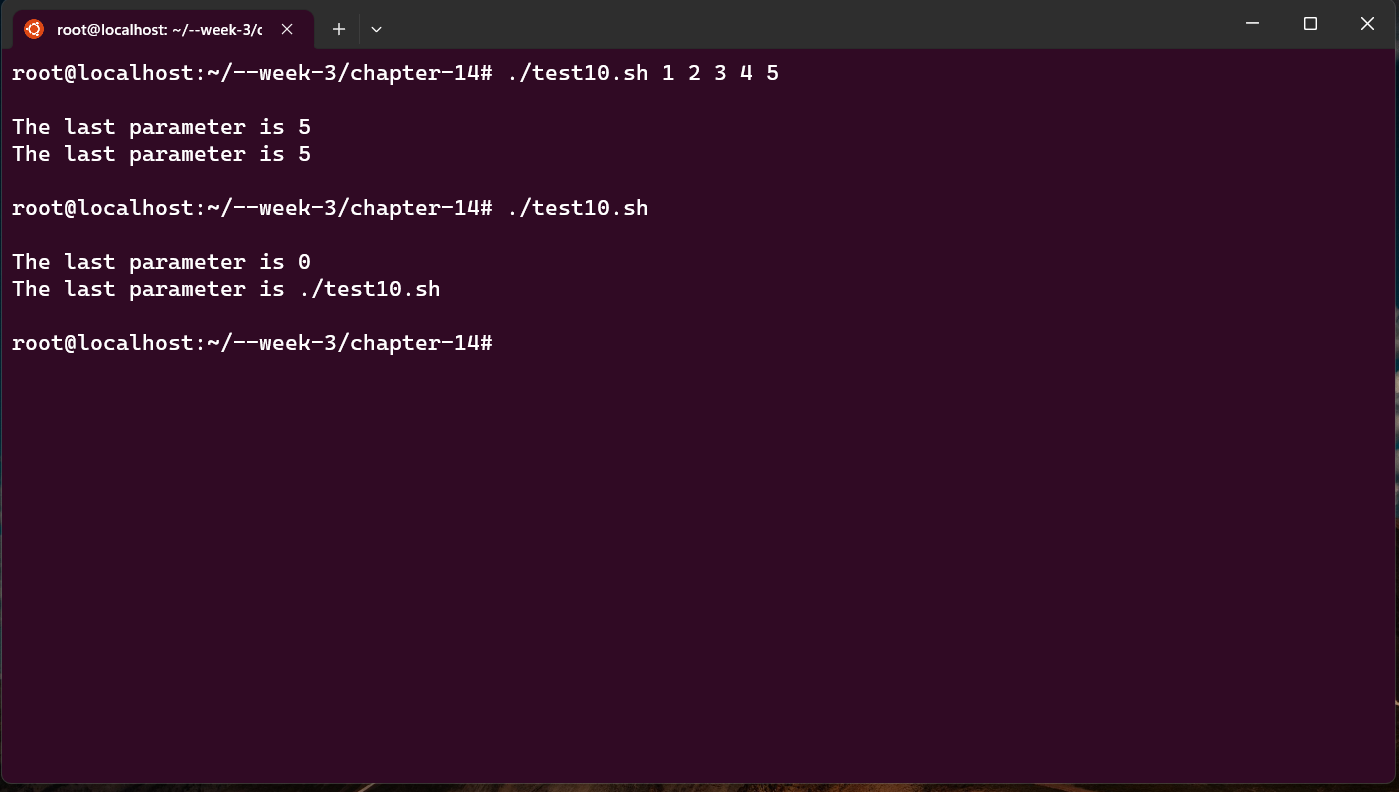 root@localhost: ~/--week-3/c
root@localhost:~/--week-3/chapter-14# ./test10.sh 1 2 3 4 5
The last parameter is 5
The last parameter is 5
root@localhost:~/--week-3/chapter-14# ./test10.sh
The last parameter is 0
The last parameter is ./test10.sh
root@localhost:~/--week-3/chapter-14#